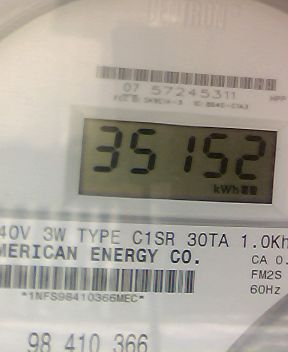 CENTRON
07 57245311
35152
kWh
40V 3W TYPE C1SR 30TA 1.0Kh
MERICAN ENERGY CO.
CA 0.
FM2S
60Hz
*1NFS98410366MEC*
98 410 366